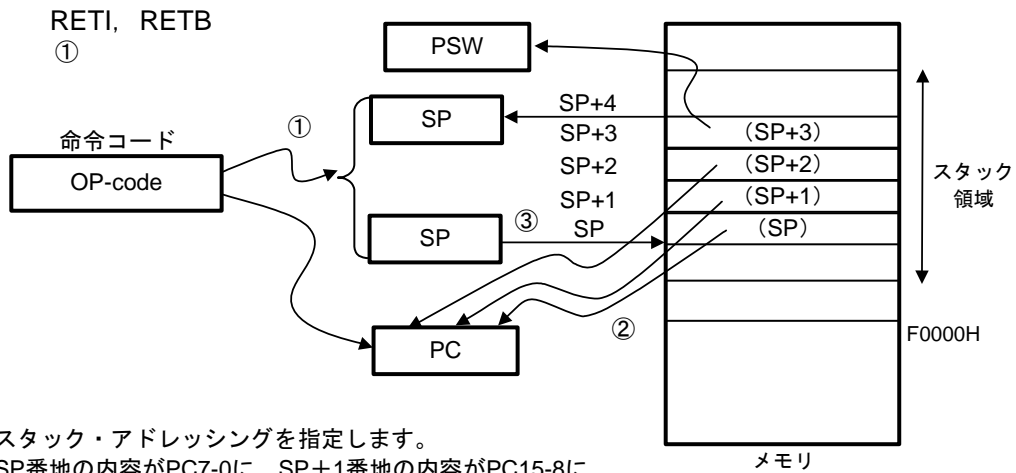 RETI, RETB
①
PSW
SP+4
SP
①
SP+3
(SP+3)
命令コード
SP+2
(SP+2)
スタック
領域
OP-code
SP+1
(SP+1)
SP
③
SP
(SP)
②
F0000H
PC
スタック・アドレッシングを指定します。
SP番地の内容がPC7-0に、SP+1番地の内容がPC15-8に
メモリ